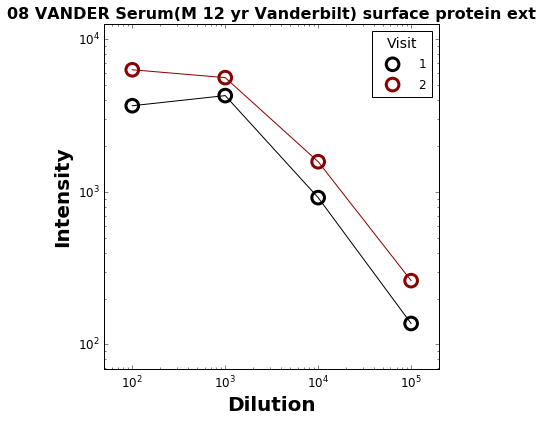 08 VANDER Serum(M 12 yr Vanderbilt) surface protein ext
Visit
1
2
Intensity
10⁴
10³
10²
10²
10³
10⁴
10⁵
Dilution